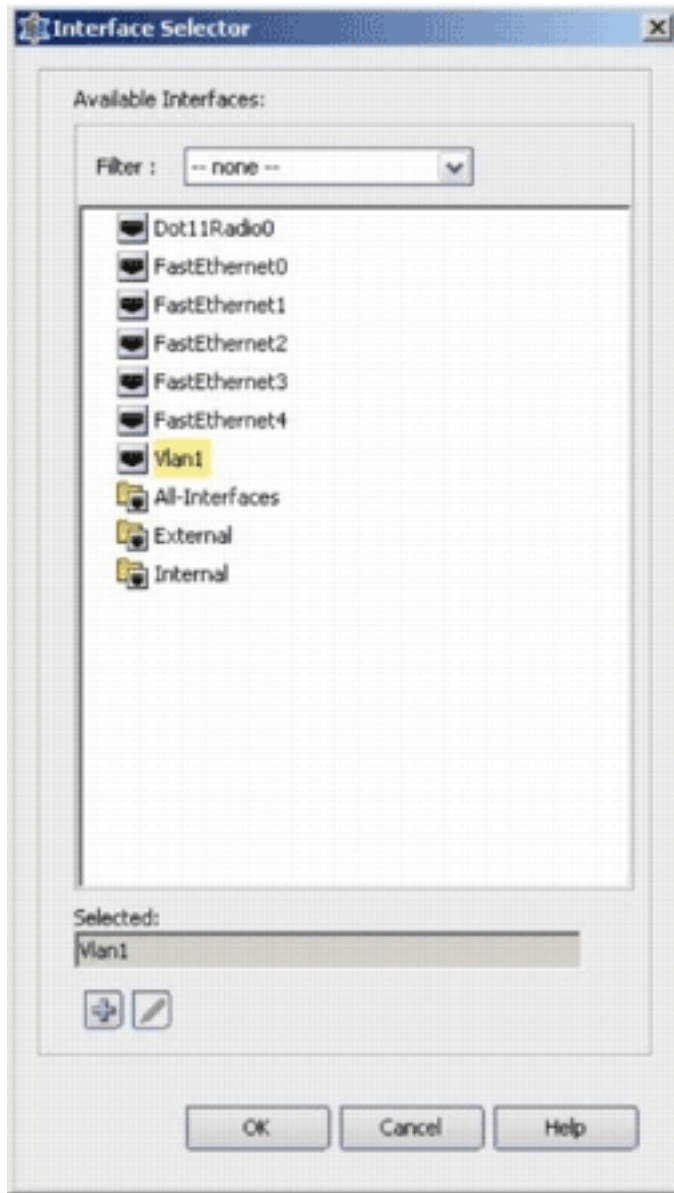 Interface Selector
Available Interfaces:
Filter : -- none --
Dot11Radio0
FastEthernet0
FastEthernet1
FastEthernet2
FastEthernet3
FastEthernet4
Vlan1
All-Interfaces
External
Internal
Selected:
Vlan1
OK Cancel Help